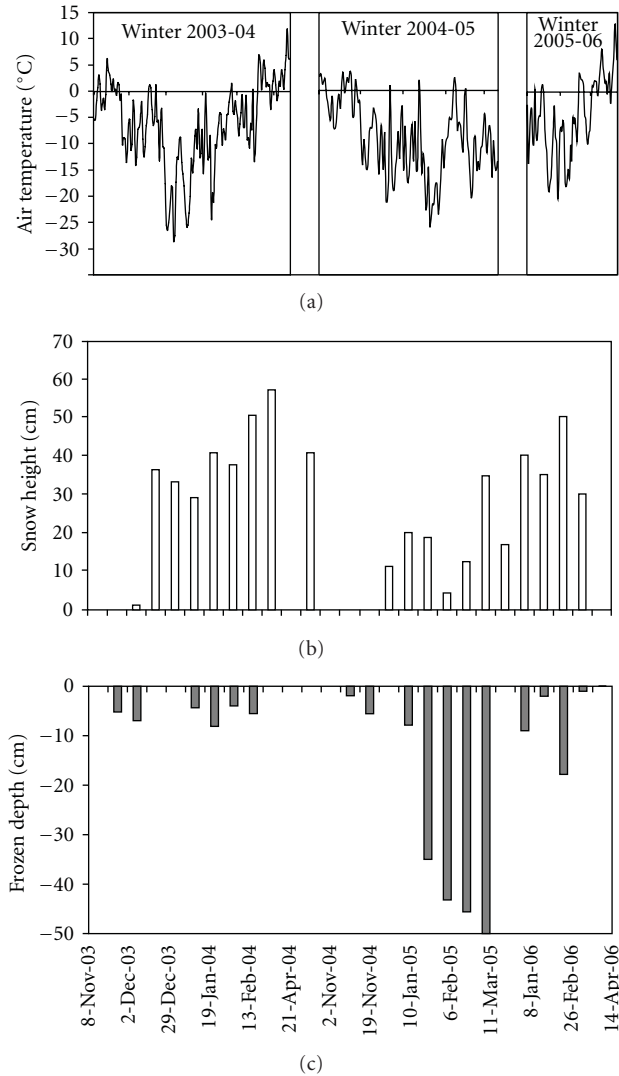 Winter 2003-04
Winter 2004-05
Winter
2005-06
Air temperature (°C)
15
10
5
0
−5
−10
−15
−20
−25
−30
(a)
Snow height (cm)
70
60
50
40
30
20
10
0
(b)
Frozen depth (cm)
0
−10
−20
−30
−40
−50
8-Nov-03
2-Dec-03
29-Dec-03
19-Jan-04
13-Feb-04
21-Apr-04
2-Nov-04
19-Nov-04
10-Jan-05
6-Feb-05
11-Mar-05
8-Jan-06
26-Feb-06
14-Apr-06
(c)